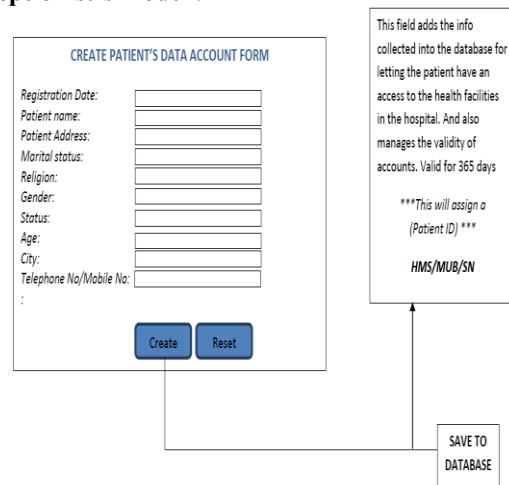 CREATE PATIENT'S DATA ACCOUNT FORM
Registration Date:
Patient name:
Patient Address:
Marital status:
Religion:
Gender:
Status:
Age:
City:
Telephone No/Mobile No:
:
Create Reset
This field adds the info
collected into the database for
letting the patient have an
access to the health facilities
in the hospital. And also
manages the validity of
accounts. Valid for 365 days
***This will assign a
(Patient ID) ***
HMS/MUB/SN
SAVE TO
DATABASE